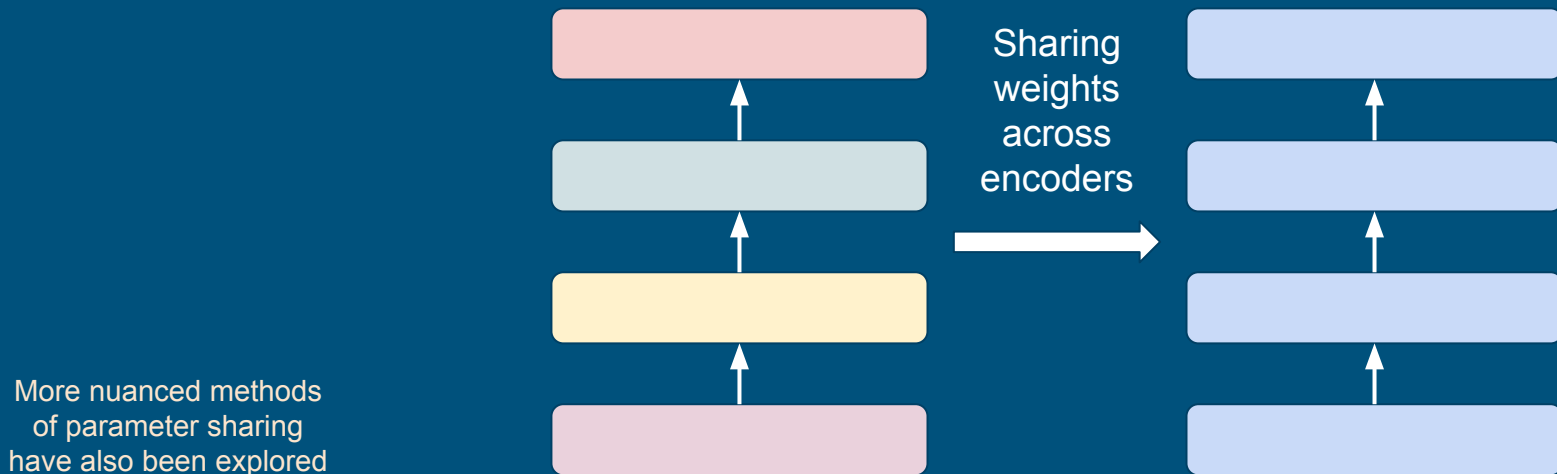 Sharing
weights
across
encoders
More nuanced methods
of parameter sharing
have also been explored